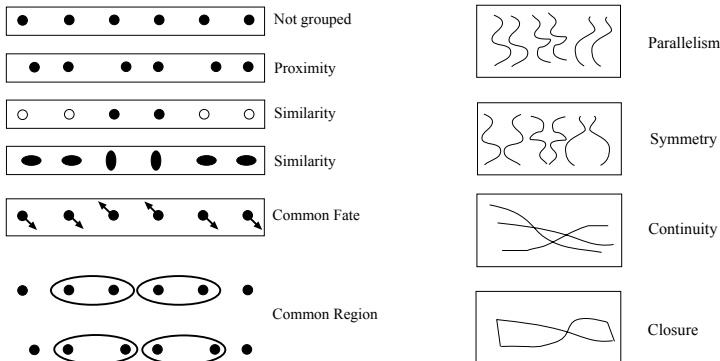 Not grouped
Proximity
Similarity
Similarity
Common Fate
Common Region
Parallelism
Symmetry
Continuity
Closure